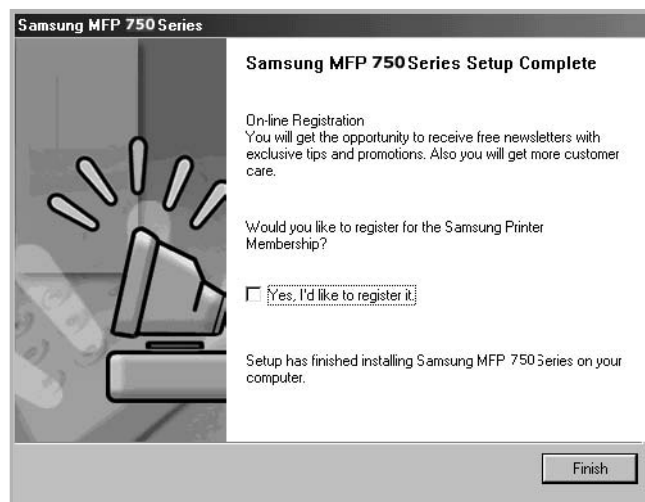 Samsung MFP 750 Series
Samsung MFP 750 Series Setup Complete
On-line Registration
You will get the opportunity to receive free newsletters with
exclusive tips and promotions. Also you will get more customer
care.
Would you like to register for the Samsung Printer
Membership?
Yes, I'd like to register it.
Setup has finished installing Samsung MFP 750 Series on your
computer.
Finish